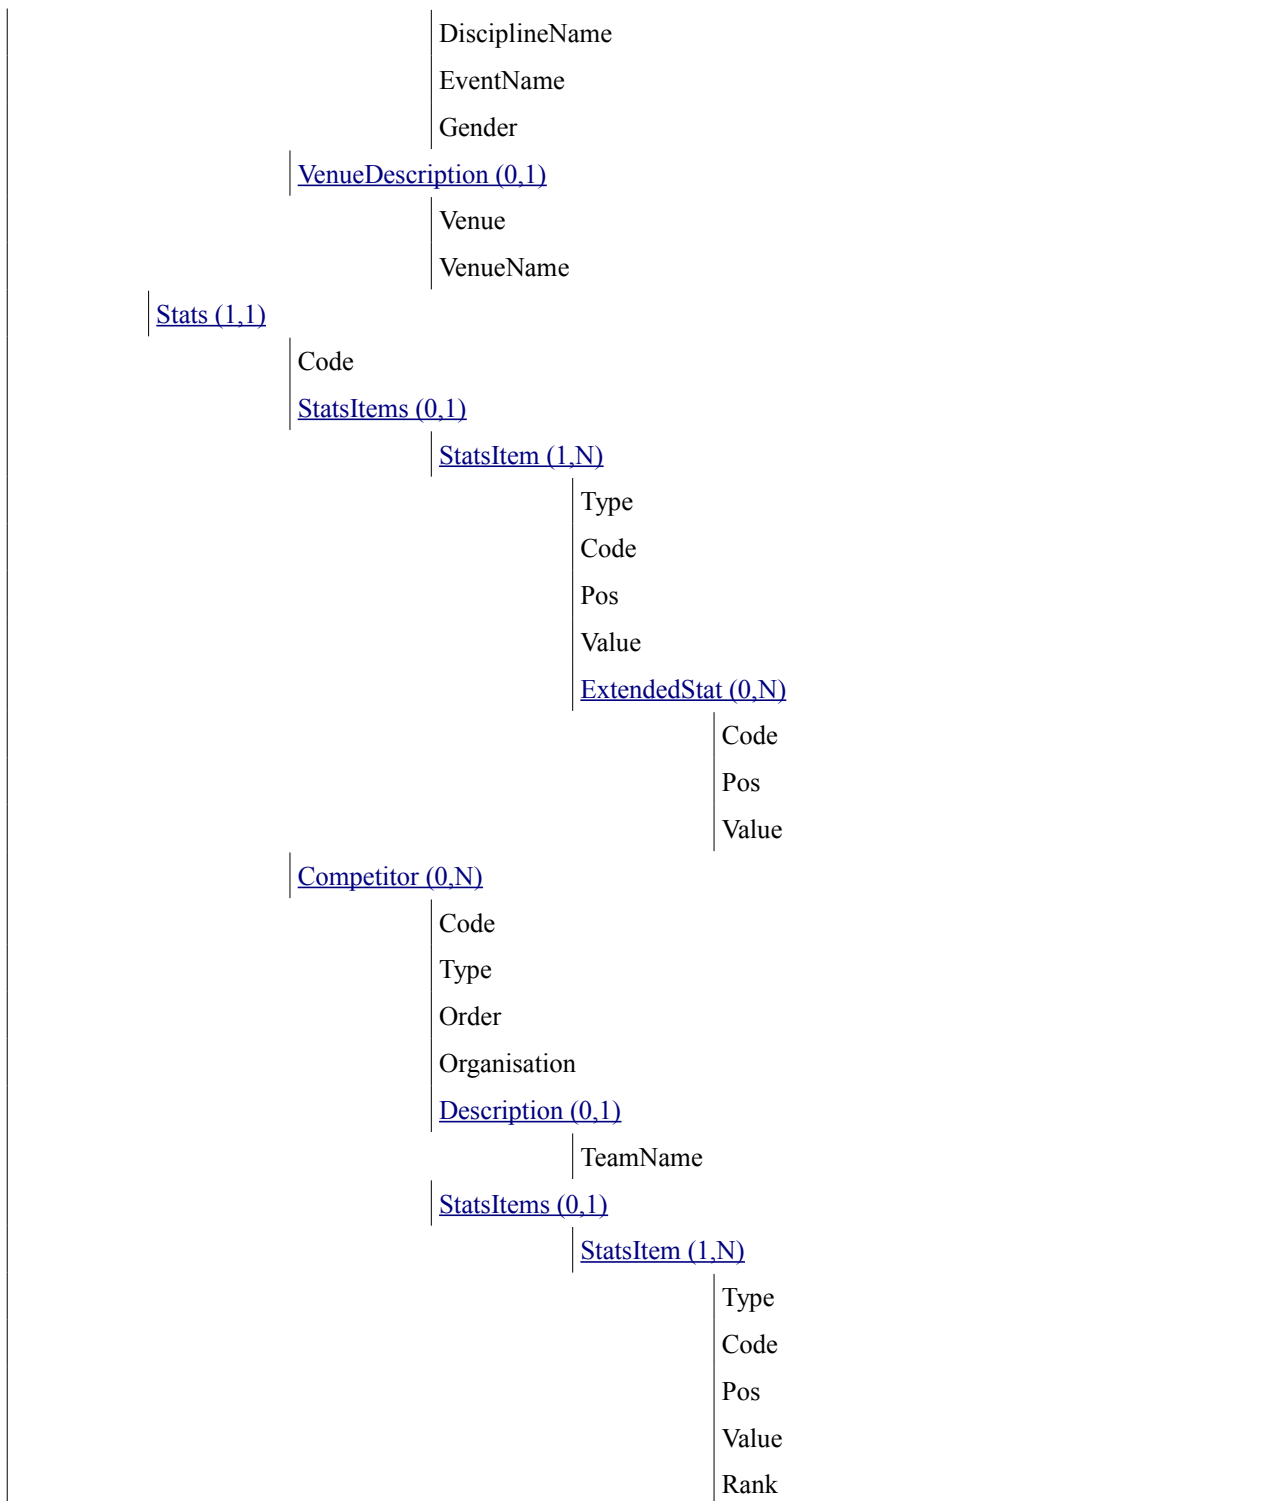 DisciplineName
EventName
Gender
VenueDescription (0,1)
Venue
VenueName
Stats (1,1)
Code
StatsItems (0,1)
StatsItem (1,N)
Type
Code
Pos
Value
ExtendedStat (0,N)
Code
Pos
Value
Competitor (0,N)
Code
Type
Order
Organisation
Description (0,1)
TeamName
StatsItems (0,1)
StatsItem (1,N)
Type
Code
Pos
Value
Rank